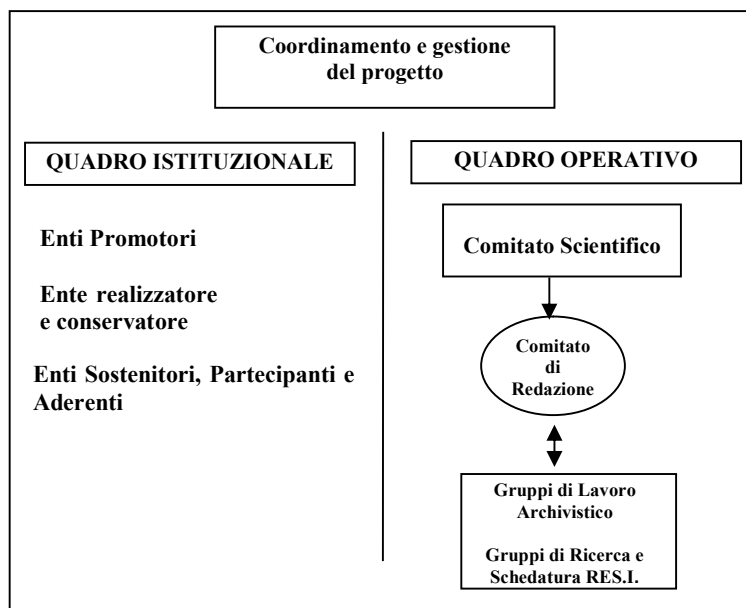 Coordinamento e gestione
del progetto
QUADRO ISTITUZIONALE
Enti Promotori
Ente realizzatore
e conservatore
Enti Sostenitori, Partecipanti e
Aderenti
QUADRO OPERATIVO
Comitato Scientifico
Comitato
di
Redazione
Gruppi di Lavoro
Archivistico
Gruppi di Ricerca e
Schedatura RES.I.